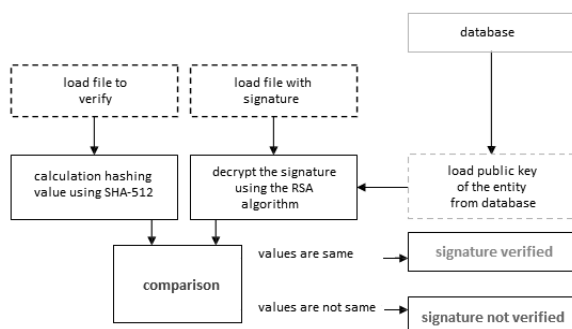 database
load file to
verify
load file with
signature
calculation hashing
value using SHA-512
decrypt the signature
using the RSA
algorithm
load public key
of the entity
from database
comparison
values are same
signature verified
values are not same
signature not verified